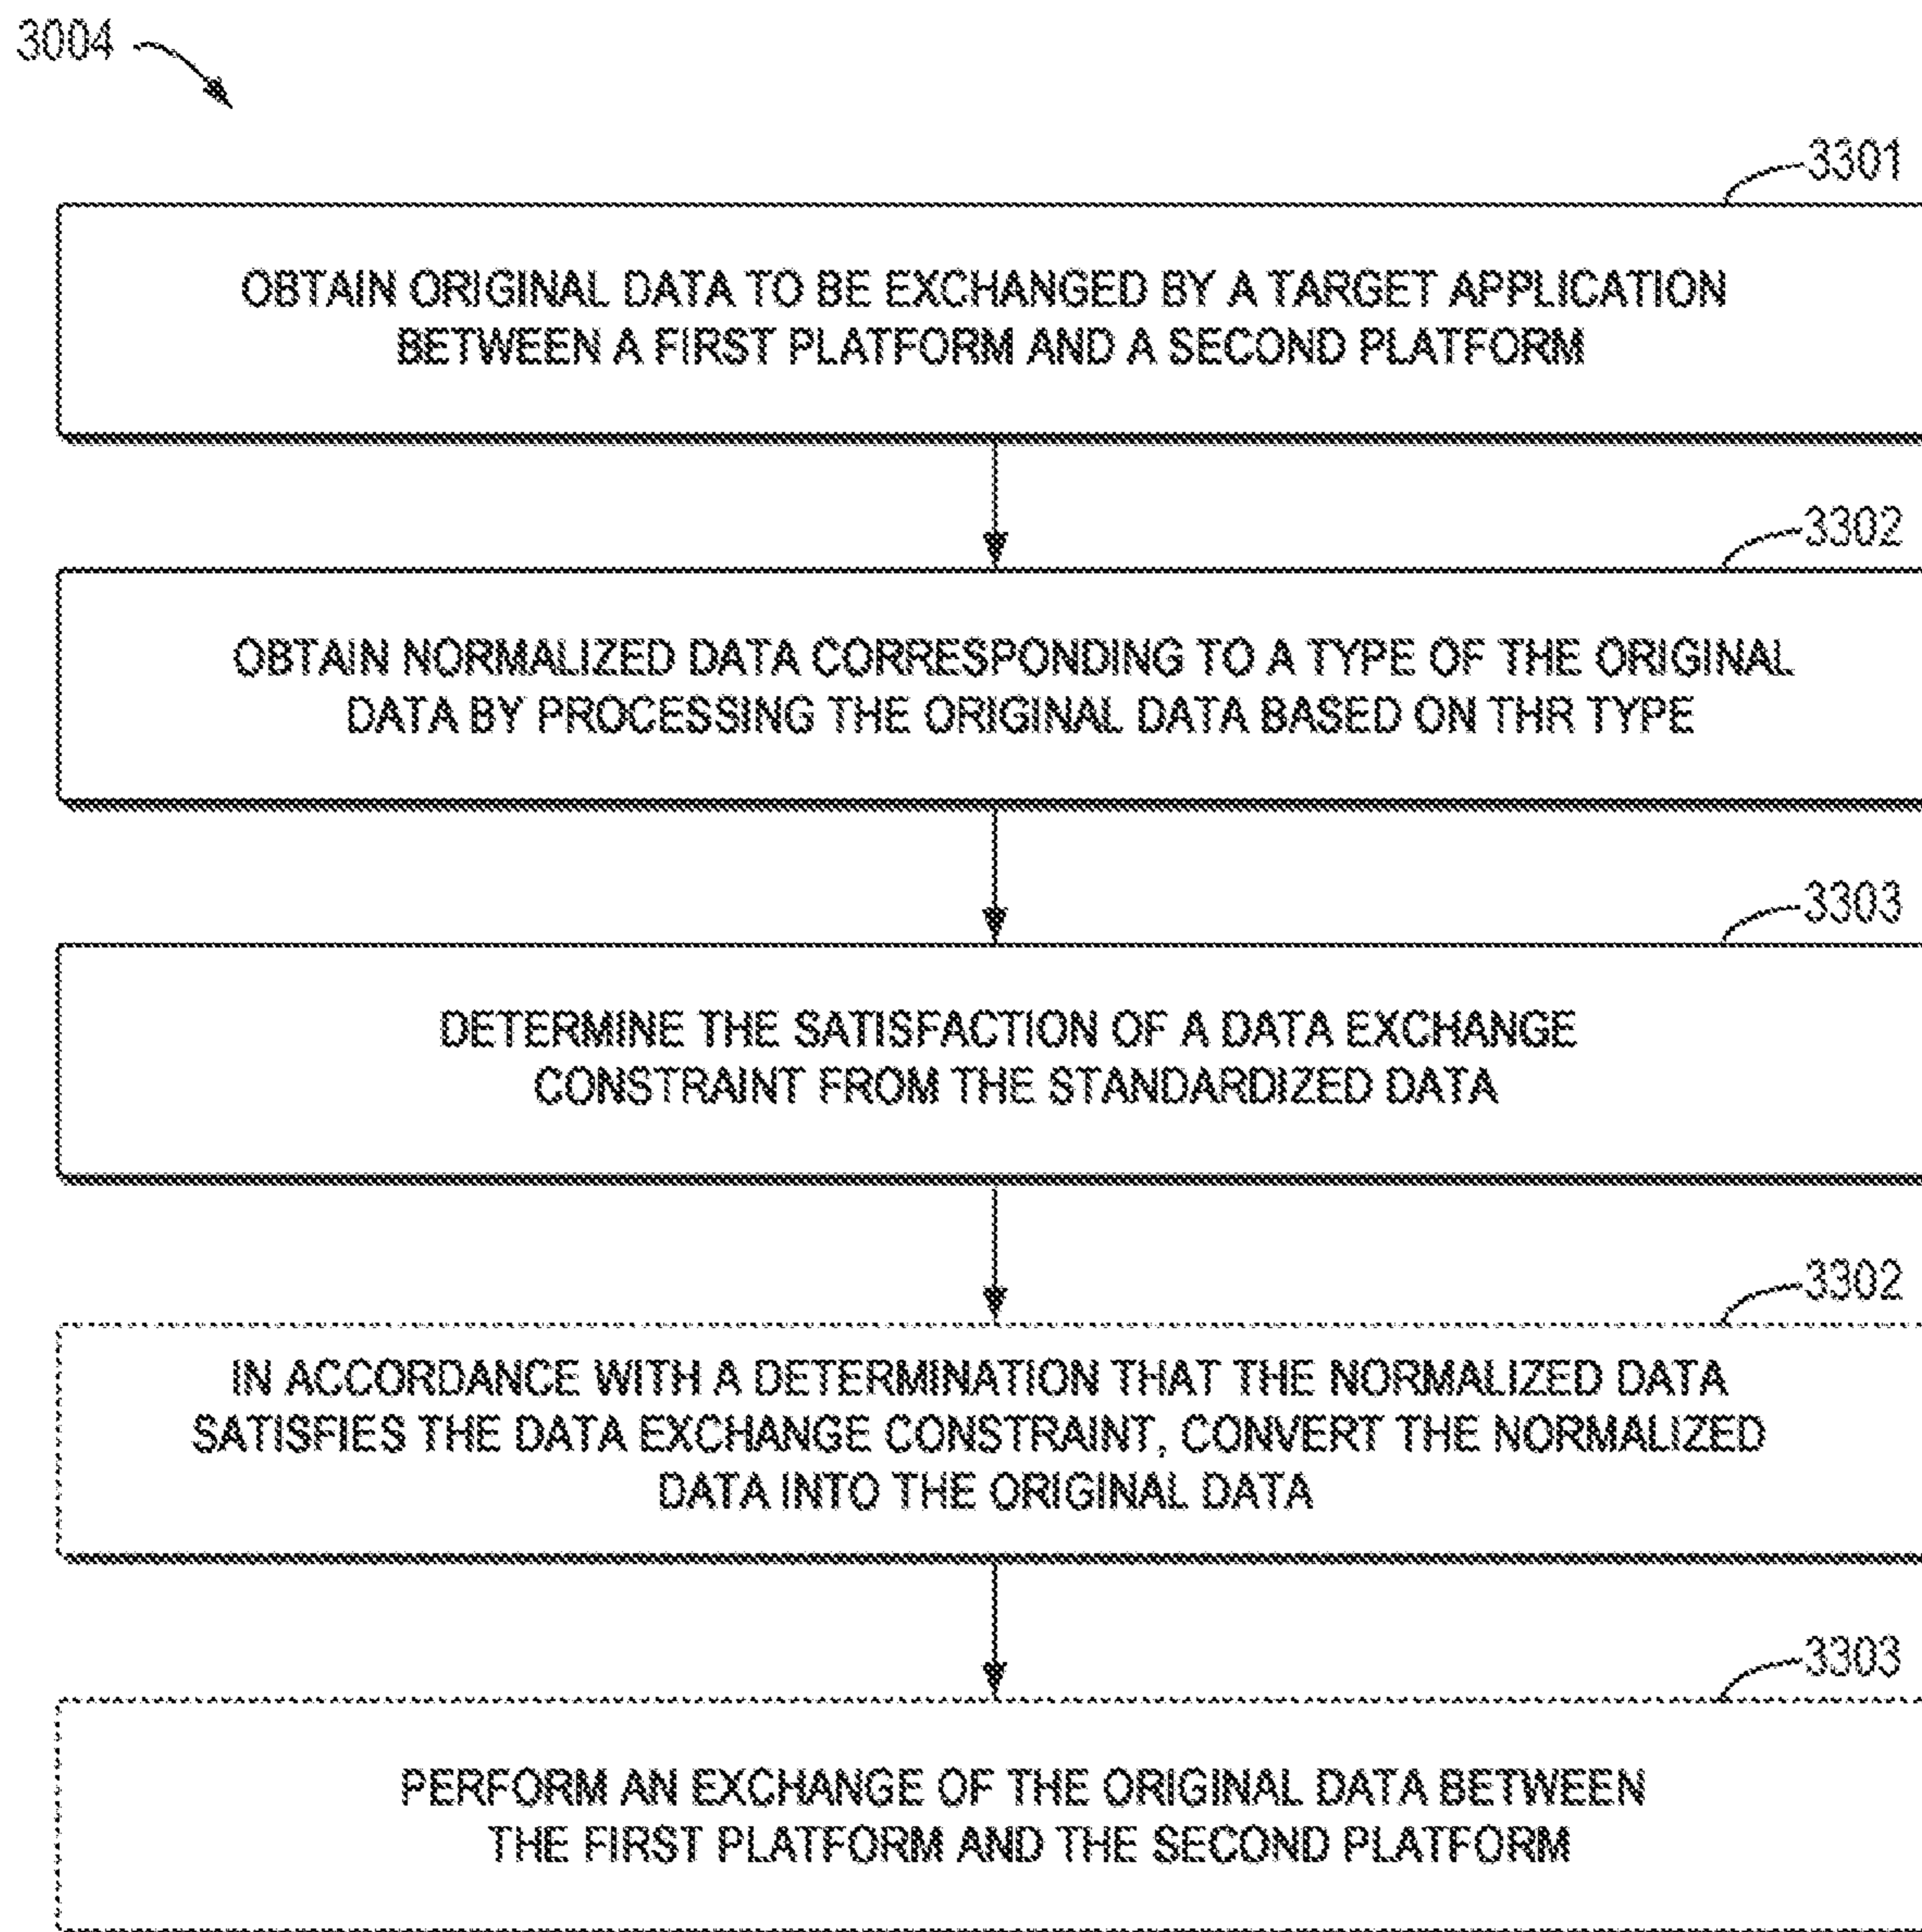 3004
3301
OBTAIN ORIGINAL DATA TO BE EXCHANGED BY A TARGET APPLICATION
BETWEEN A FIRST PLATFORM AND A SECOND PLATFORM
3302
OBTAIN NORMALIZED DATA CORRESPONDING TO A TYPE OF THE ORIGINAL
DATA BY PROCESSING THE ORIGINAL DATA BASED ON THR TYPE
3303
DETERMINE THE SATISFACTION OF A DATA EXCHANGE
CONSTRAINT FROM THE STANDARDIZED DATA
3302
IN ACCORDANCE WITH A DETERMINATION THAT THE NORMALIZED DATA
SATISFIES THE DATA EXCHANGE CONSTRAINT, CONVERT THE NORMALIZED
DATA INTO THE ORIGINAL DATA
3303
PERFORM AN EXCHANGE OF THE ORIGINAL DATA BETWEEN
THE FIRST PLATFORM AND THE SECOND PLATFORM